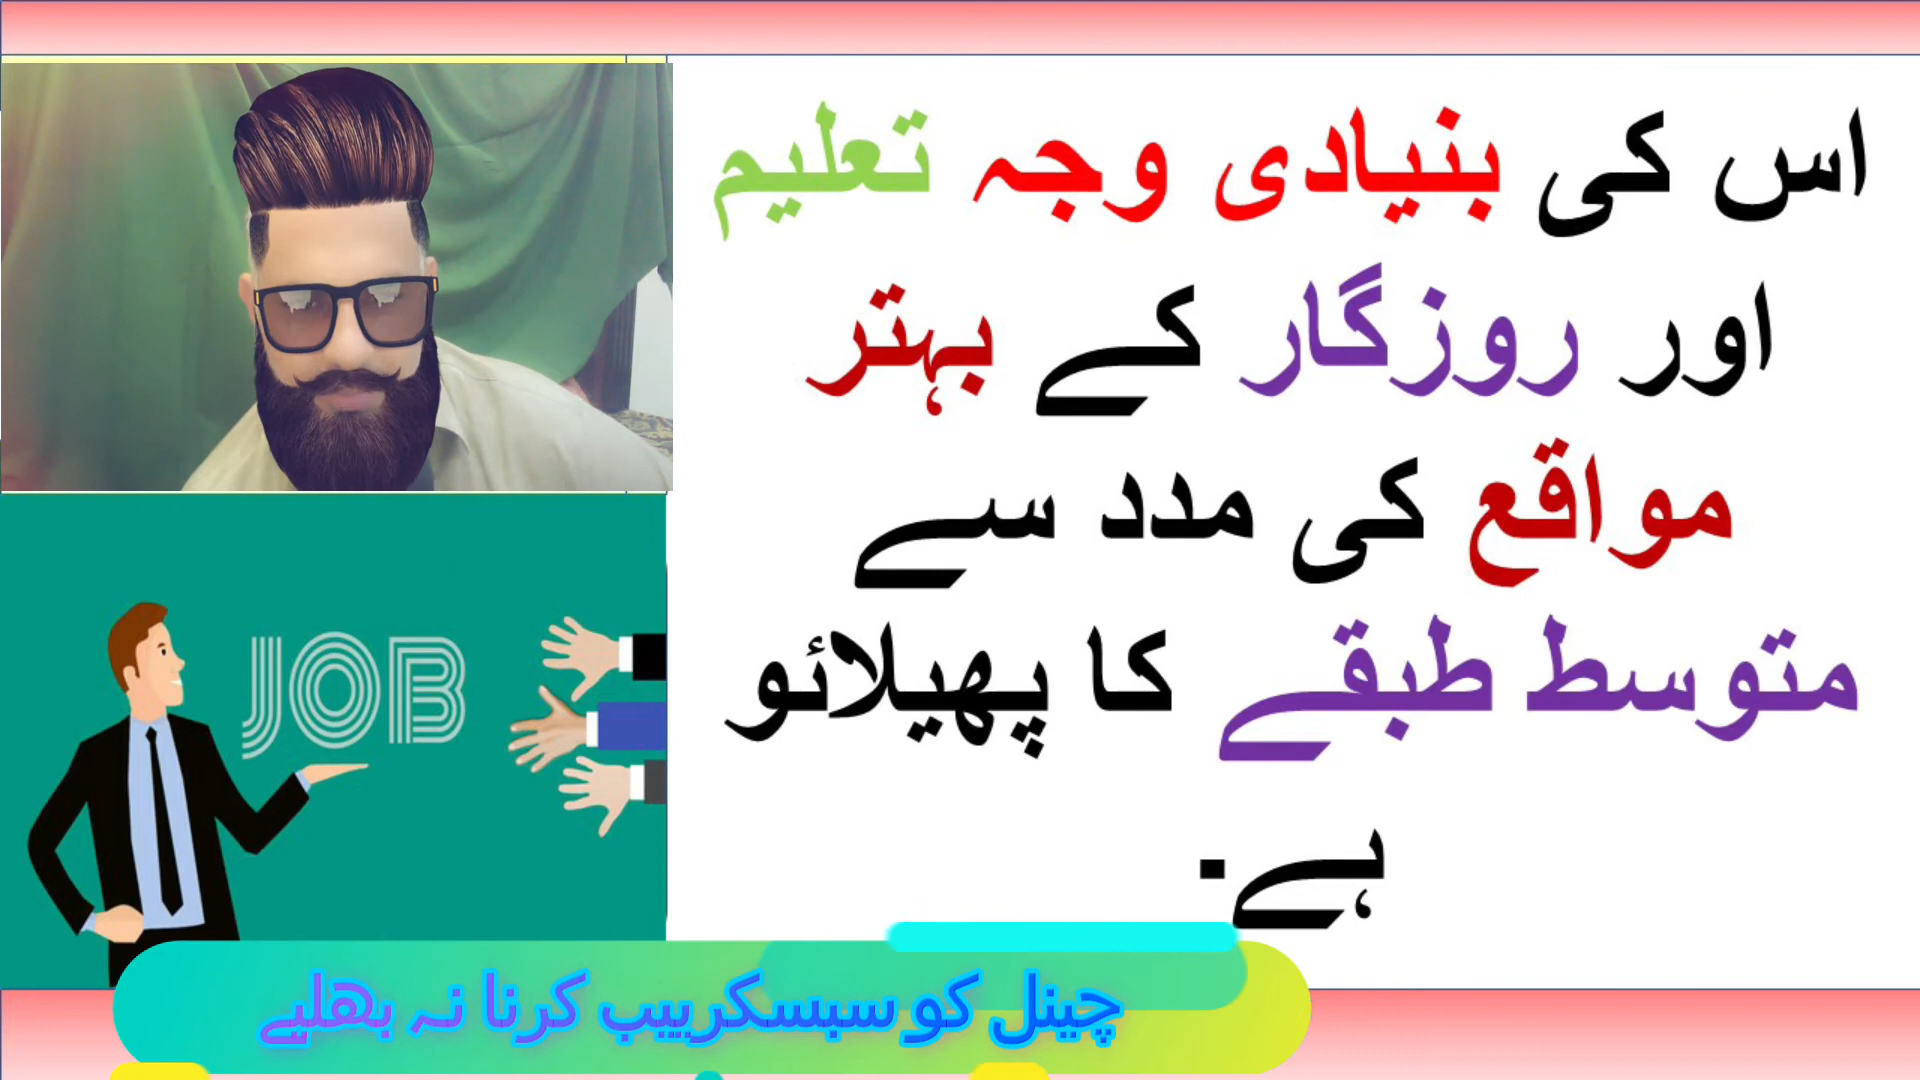 اس کی بنیادی وجہ تعلیم
اور روزگار کے بہتر
مواقع کی مدد سے
متوسط طبقے کا پھیلائو
ہے.
JOB
چینل کو سبسکرییب کرنا نہ بھلیے